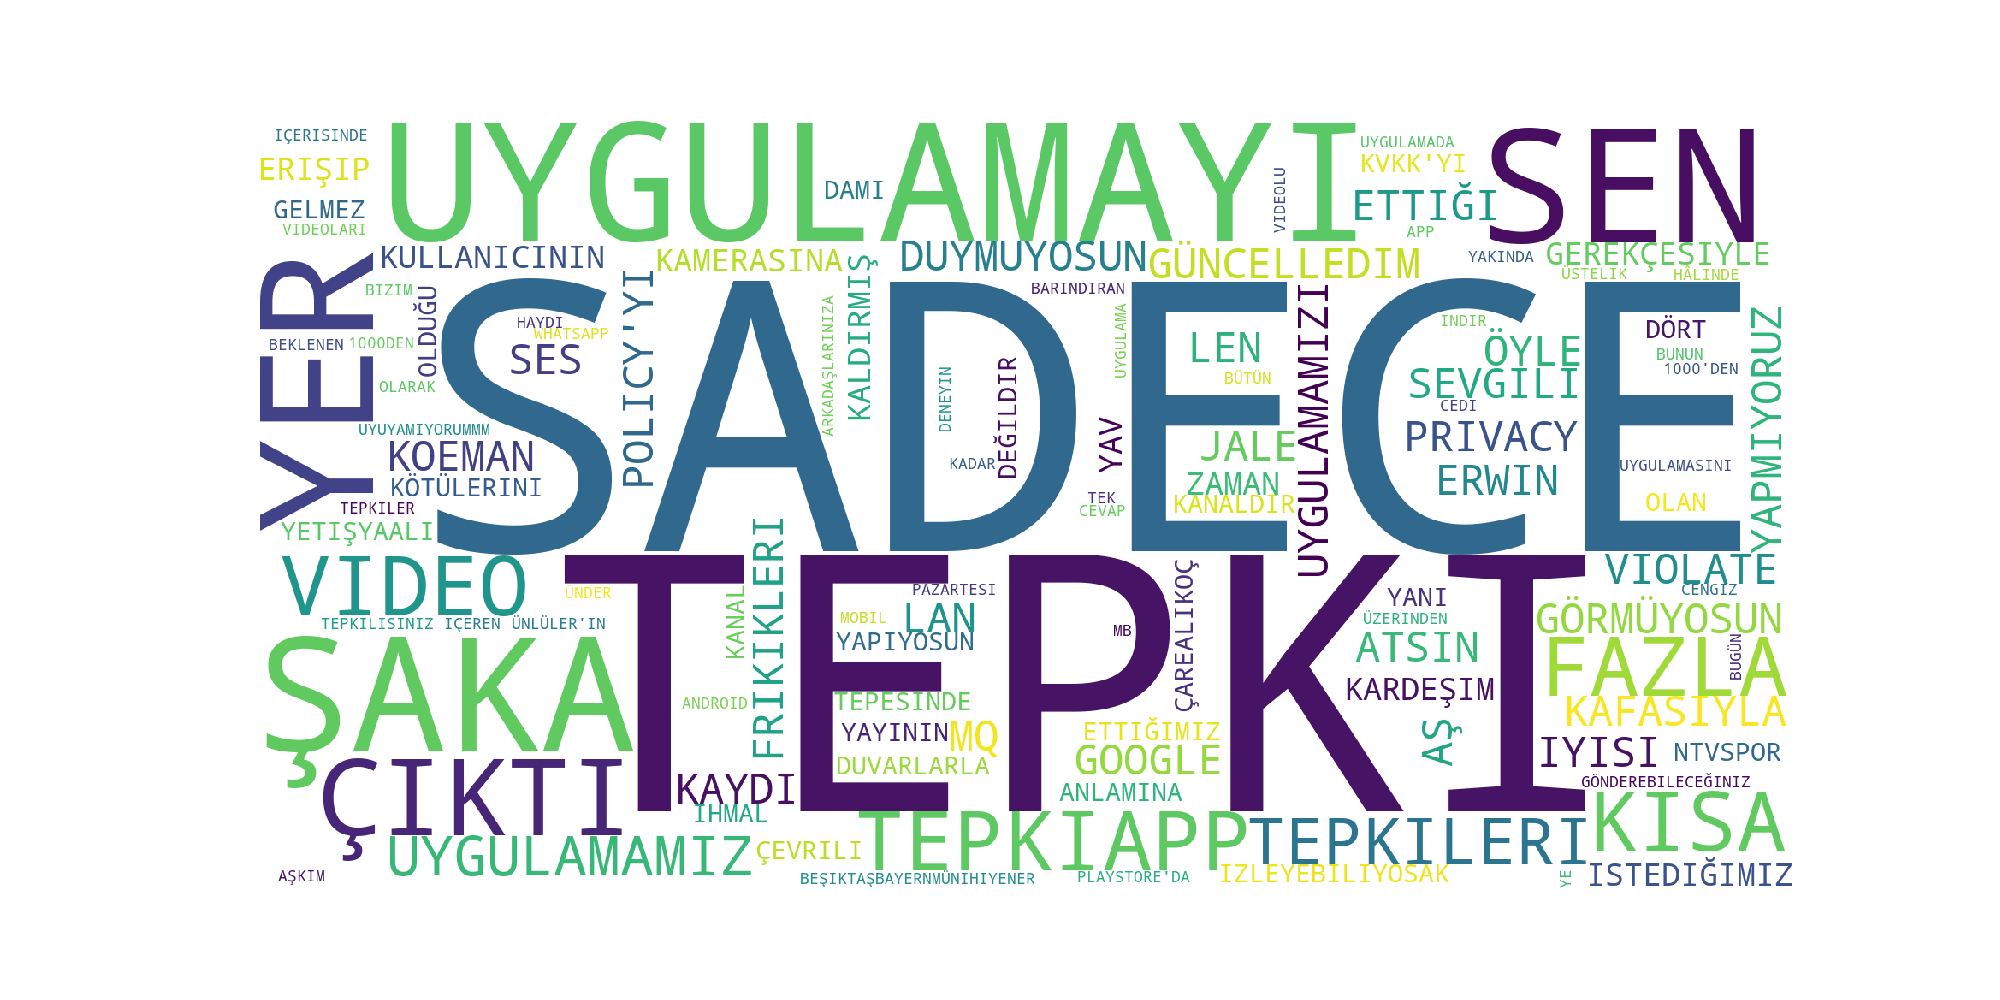 IÇERISINDE
UYGULAMAYI
SEN
UYGULAMADA
ERIŞIP
DAMI
KVKK'YI
VIDEOLU
GELMEZ
ETTIĞI
VIDEOLARI
APP
KULLANICININ
KAMERASINA
DUYMUYOSUN
GÜNCELLEDIM
YAKINDA
GEREKÇESIYLE
ÜSTELIK
HÂLINDE
YER
BIZIM
OLDUĞU
POLICY'YI
KALDIRMIŞ
BARINDIRAN
SADECE
HAYDI
WHATSAPP
ARKADAŞLARINIZA
UYGULAMA
UYGULAMAMIZI
INDIR
DÖRT
YAPMIYORUZ
BEKLENEN
1000DEN
SES
LEN
ÖYLE
BUNUN
1000'DEN
OLARAK
DENEYIN
DEĞILDIR
BÜTÜN
SEVGILI
CEDI
UYUYAMIYORUMMM
YAV
JALE
PRIVACY
KOEMAN
KADAR
UYGULAMASINI
KÖTÜLERINI
ZAMAN
ERWIN
TEPKILER
TEK
CEVAP
KANALDIR
OLAN
YETIŞYAALI
VIDEO
FRIKIKLERI
TEPKI
VIOLATE
ÜNDER
KANAL
PAZARTESI
ÇAREALIKOÇ
YANI
CENGIZ
TEPKILISINIZ
IÇEREN
ÜNLÜLER'IN
MOBIL
LAN
MB
ÜZERINDEN
GÖRMÜYOSUN
ŞAKA
YAPIYOSUN
ATSIN
FAZLA
BUGÜN
ANDROID
TEPESINDE
KARDEŞIM
KAFASIYLA
YAYININ
MQ
ETTIĞIMIZ
AŞ
IYISI
NTVSPOR
ÇIKTI
KAYDI
DUVARLARLA
GOOGLE
GÖNDEREBILECEĞINIZ
IHMAL
ANLAMINA
KISA
UYGULAMAMIZ
ÇEVRILI
TEPKIAPP
TEPKILERI
AŞKIM
BEŞIKTAŞBAYERNMÜNIHIYENER
PLAYSTORE'DA
IZLEYEBILIYOSAK
YE
ISTEDIĞIMIZ